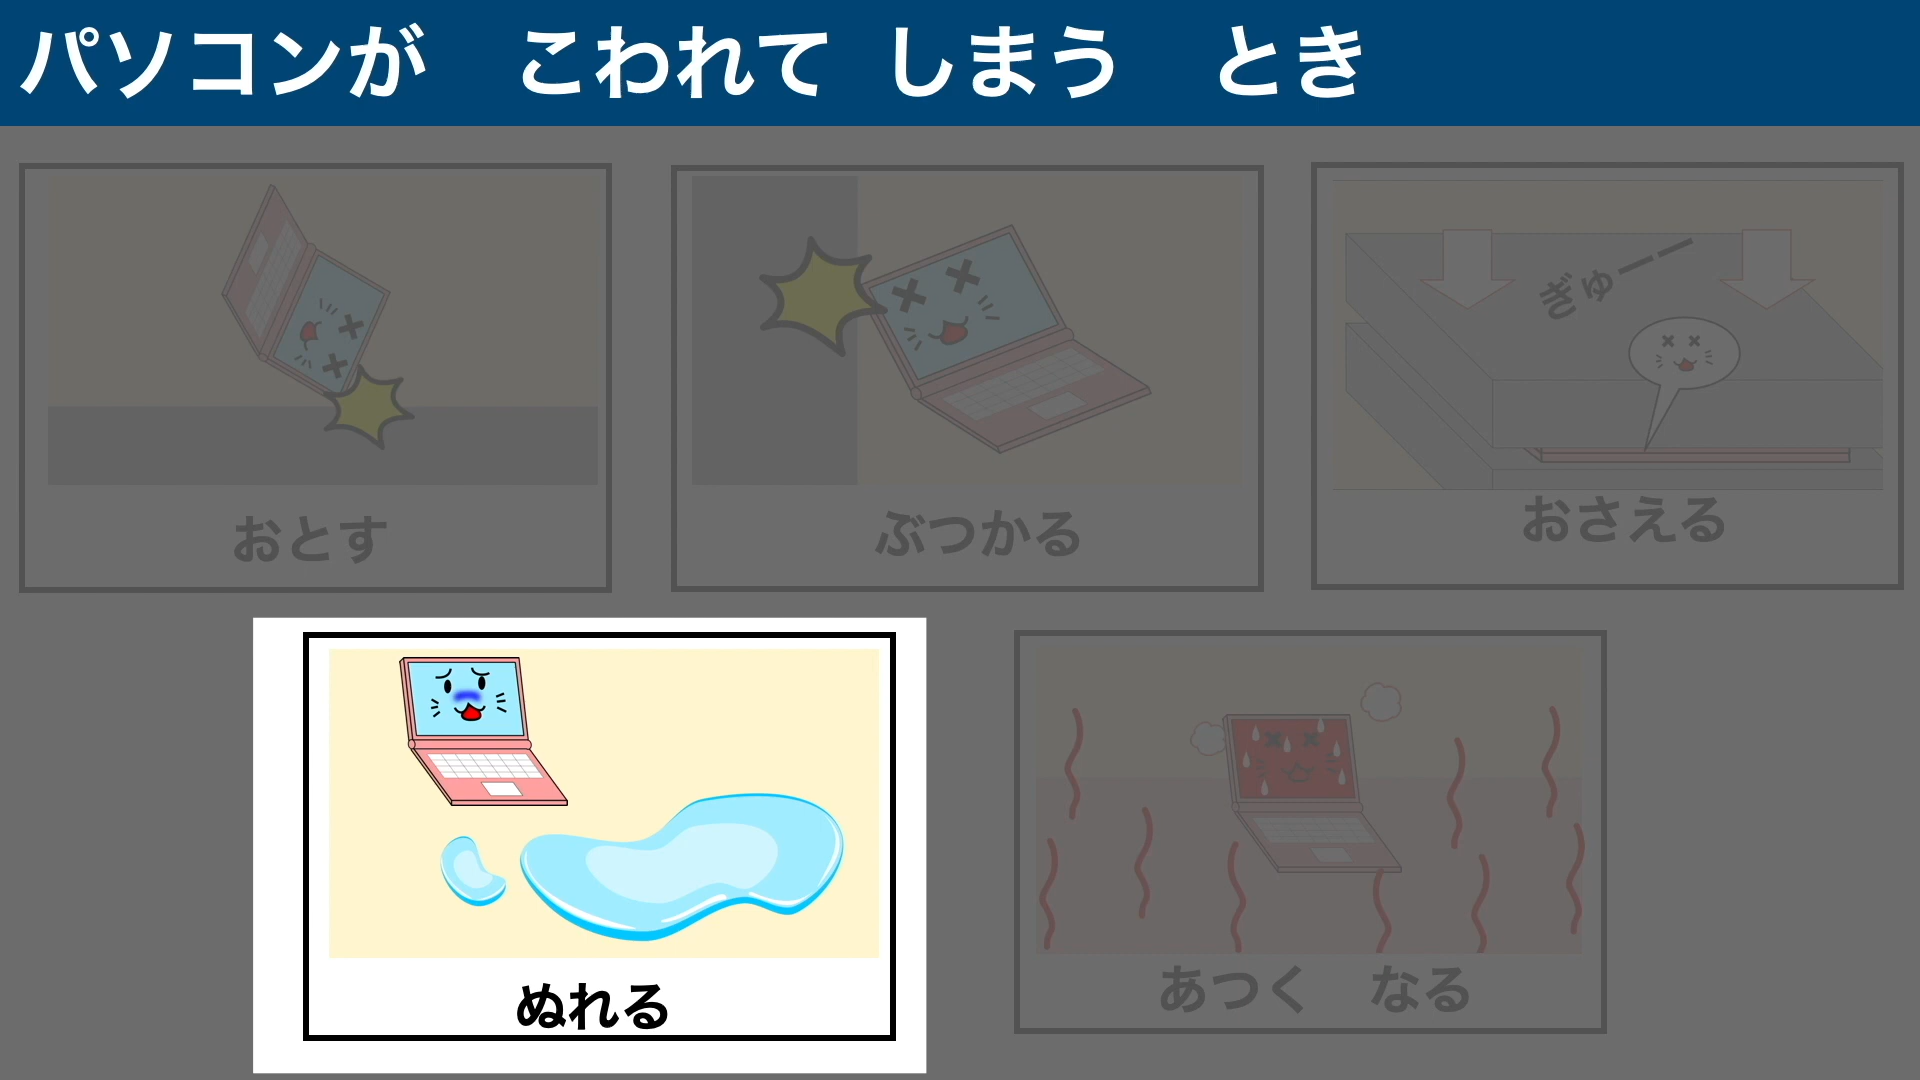 パソコンが　こわれて しまう　とき
ぎゅーー
おとす
ぶつかる
おさえる
ぬれる
あつく　なる